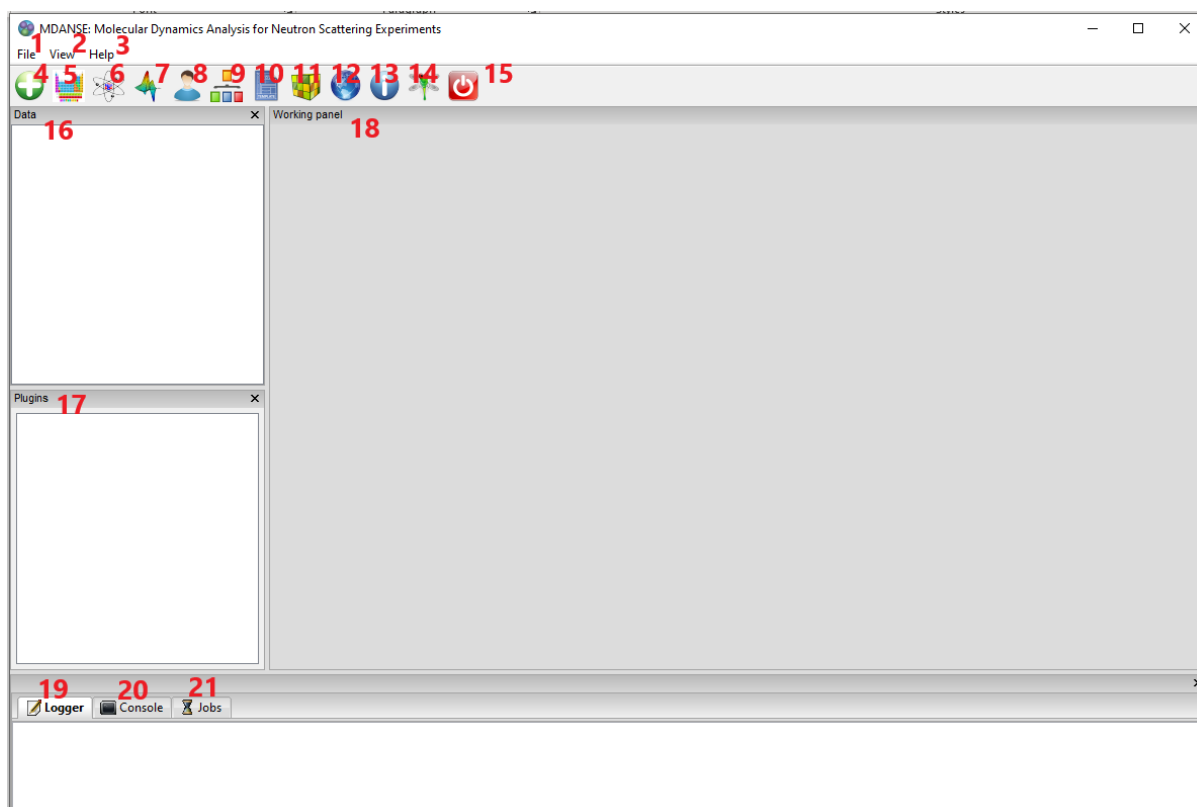 MDANSE: Molecular Dynamics Analysis for Neutron Scattering Experiments
1 2 3
File View Help
4 5 6 7 8 9 10 11 12 13 14 15
TEMPLATE
Data
16
Working panel
18
Plugins
17
19 20 21
Logger Console Jobs